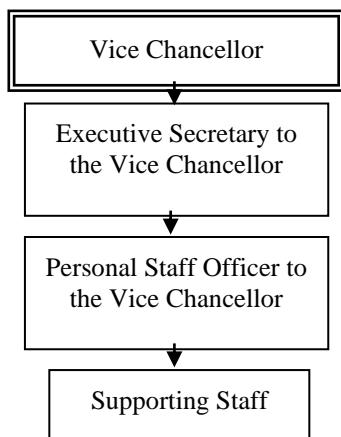 Vice Chancellor
Executive Secretary to
the Vice Chancellor
Personal Staff Officer to
the Vice Chancellor
Supporting Staff